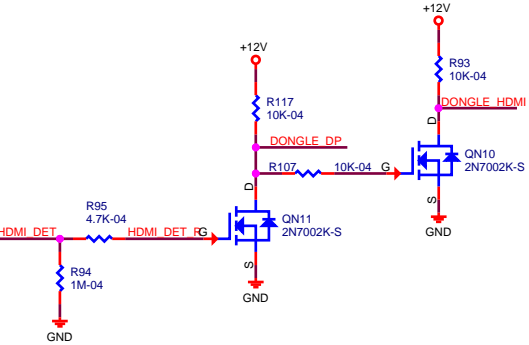 +12V
R93
10K-04
DONGLE_HDMI
+12V
R117
10K-04
DONGLE_DP
D
G
QN10
2N7002K-S
R107
10K-04
S
GND
D
R95
4.7K-04
HDMI_DET
HDMI_DET_R
G
QN11
2N7002K-S
S
GND
R94
1M-04
GND